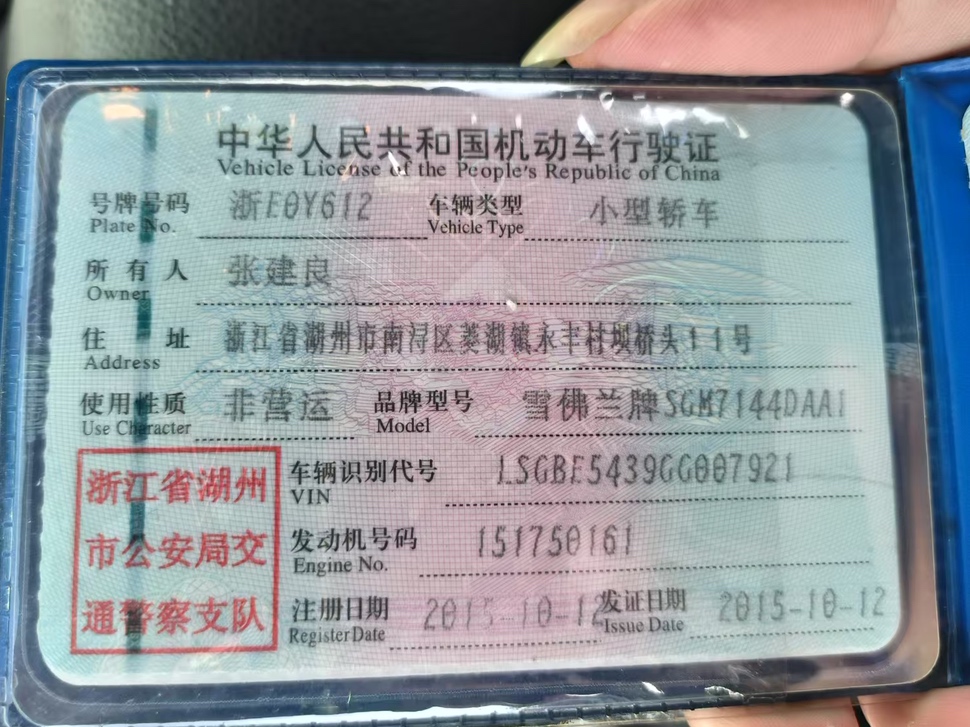 中华人民共和国机动车行驶证
Vehicle License of the People's Republic of China
号牌号码 浙E0Y612 车辆类型 小型轿车
Plate No. Vehicle Type
所有人 张建良
Owner
住址 浙江省湖州市南浔区菱湖镇永丰村坝桥头11号
Address
使用性质 非营运 品牌型号 雪佛兰牌SGM7144DAA1
Use Character Model
浙江省湖州 车辆识别代号 LSGBE5439GG007921
VIN
市公安局交 发动机号码 151750161
Engine No.
通警察支队 注册日期 2015-10-12 发证日期 2015-10-12
Register Date Issue Date